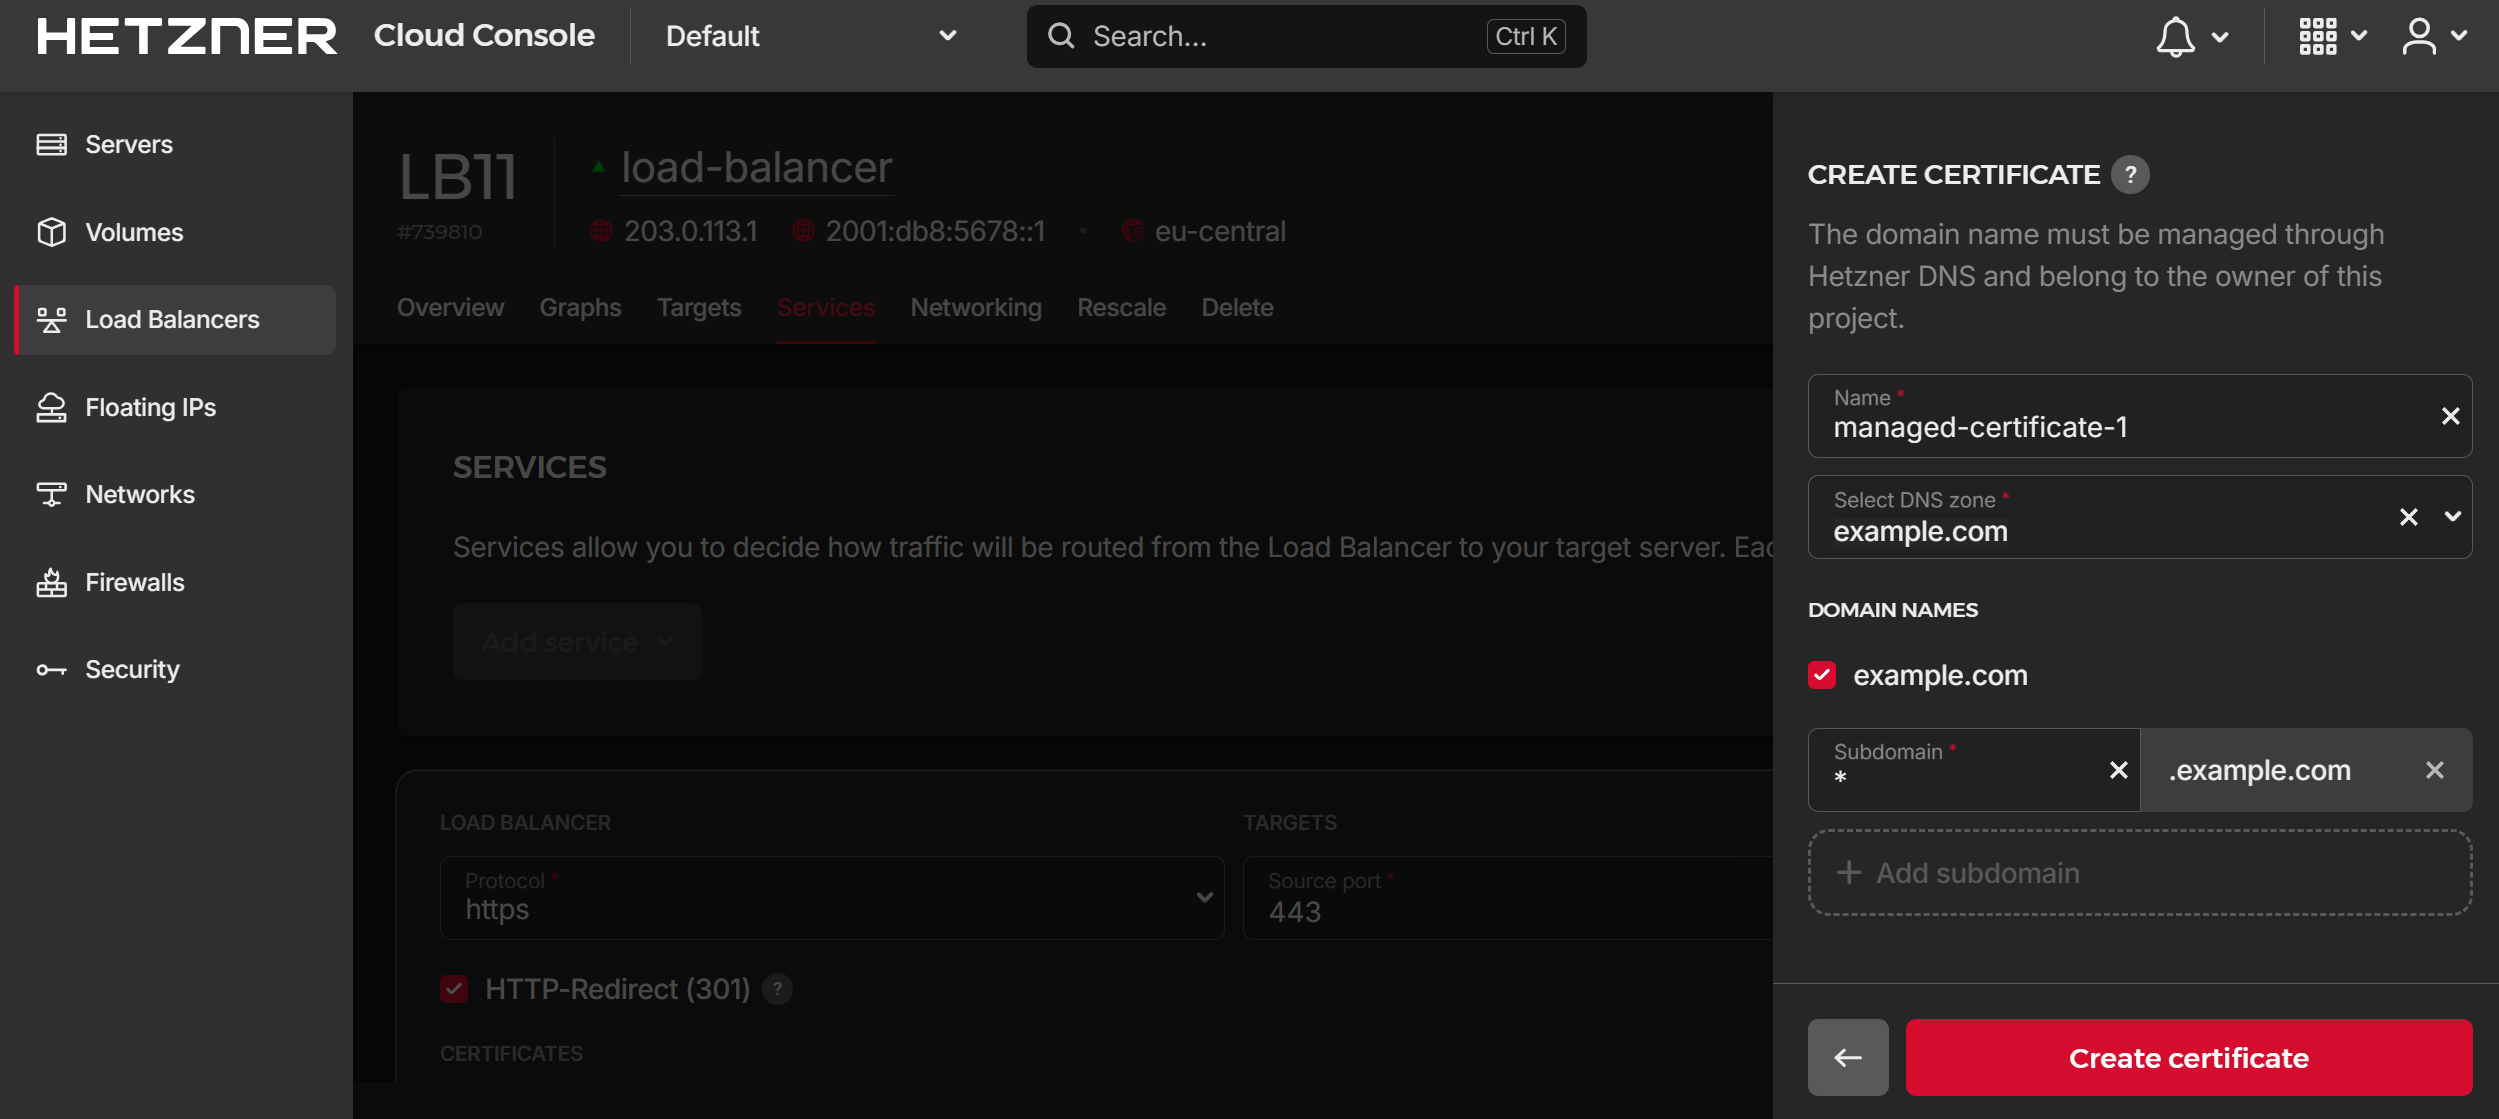 HETZNER Cloud Console Default Search... Ctrl K
Servers
Volumes
Load Balancers
Floating IPs
Networks
Firewalls
Security
LB11
#739810
load-balancer
203.0.113.1 2001:db8:5678::1 • eu-central
Overview Graphs Targets Services Networking Rescale Delete
SERVICES
Services allow you to decide how traffic will be routed from the Load Balancer to your target server. Eac
Add service
LOAD BALANCER
Protocol *
https
TARGETS
Source port *
443
HTTP-Redirect (301) ?
CERTIFICATES
CREATE CERTIFICATE ?
The domain name must be managed through
Hetzner DNS and belong to the owner of this
project.
Name *
managed-certificate-1
Select DNS zone *
example.com
DOMAIN NAMES
example.com
Subdomain *
*
.example.com
+ Add subdomain
Create certificate